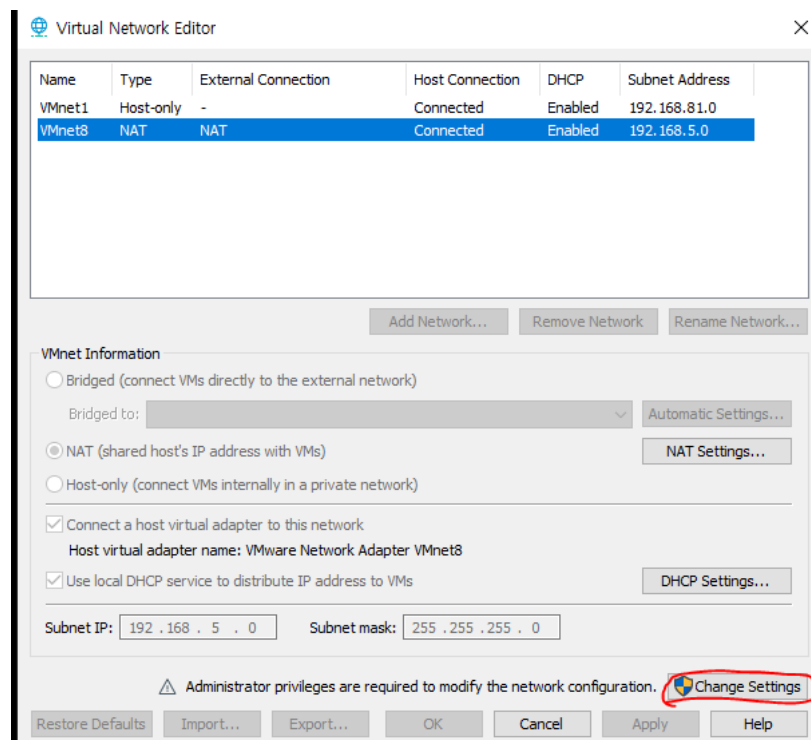 Virtual Network Editor
Name Type External Connection Host Connection DHCP Subnet Address
VMnet1 Host-only - Connected Enabled 192.168.81.0
VMnet8 NAT NAT Connected Enabled 192.168.5.0
Add Network... Remove Network Rename Network...
VMnet Information
Bridged (connect VMs directly to the external network)
Bridged to: Automatic Settings...
NAT (shared host's IP address with VMs) NAT Settings...
Host-only (connect VMs internally in a private network)
Connect a host virtual adapter to this network
Host virtual adapter name: VMware Network Adapter VMnet8
Use local DHCP service to distribute IP address to VMs DHCP Settings...
Subnet IP: 192 . 168 . 5 . 0 Subnet mask: 255 . 255 . 255 . 0
Administrator privileges are required to modify the network configuration. Change Settings
Restore Defaults Import... Export... OK Cancel Apply Help